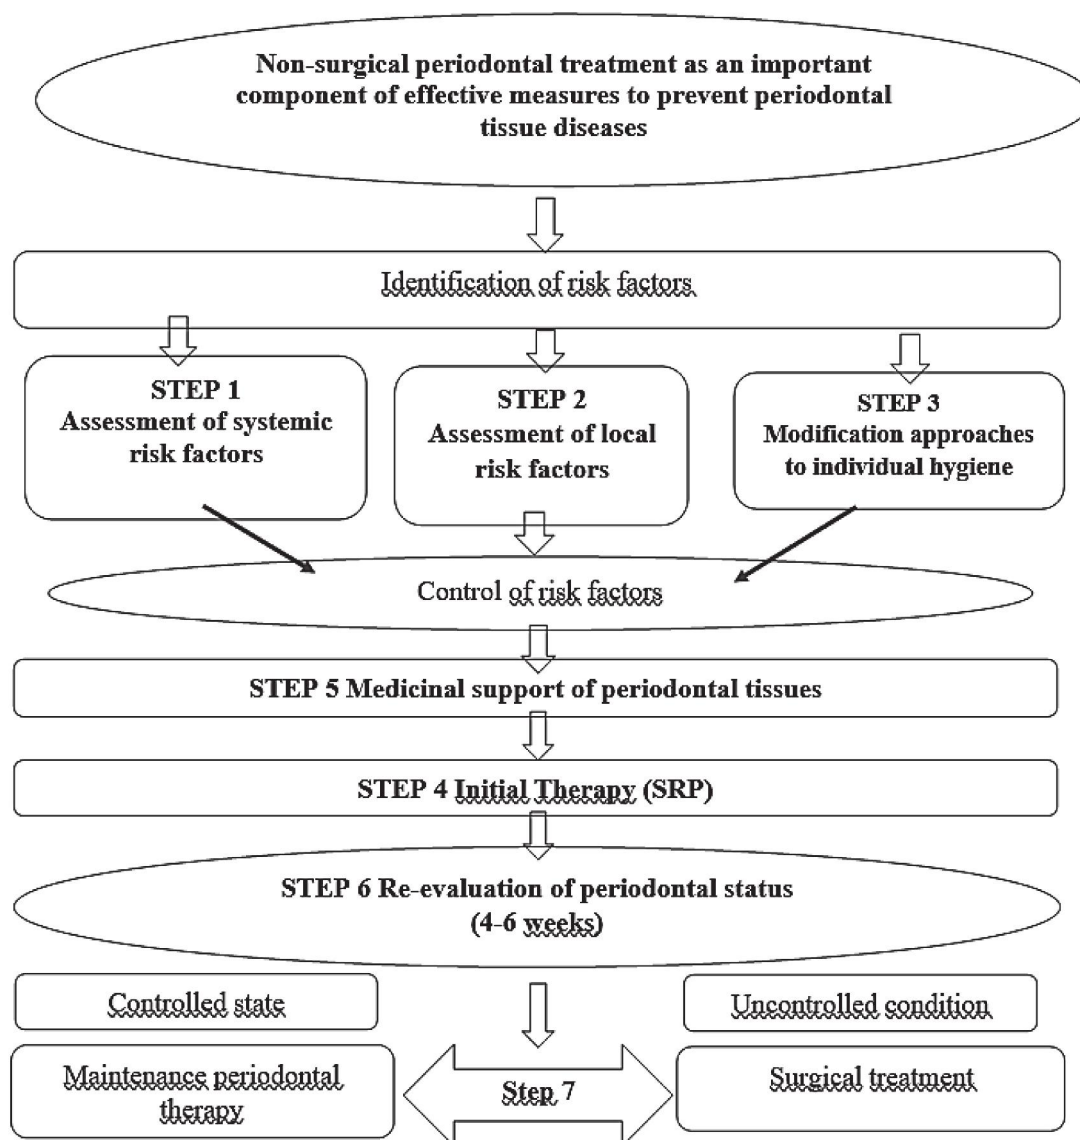 Non-surgical periodontal treatment as an important
component of effective measures to prevent periodontal
tissue diseases
Identification of risk factors
STEP 1
Assessment of systemic
risk factors
STEP 2
Assessment of local
risk factors
STEP 3
Modification approaches
to individual hygiene
Control of risk factors
STEP 5 Medicinal support of periodontal tissues
STEP 4 Initial Therapy (SRP)
STEP 6 Re-evaluation of periodontal status
(4-6 weeks)
Controlled state
Uncontrolled condition
Maintenance periodontal
therapy
Step 7
Surgical treatment